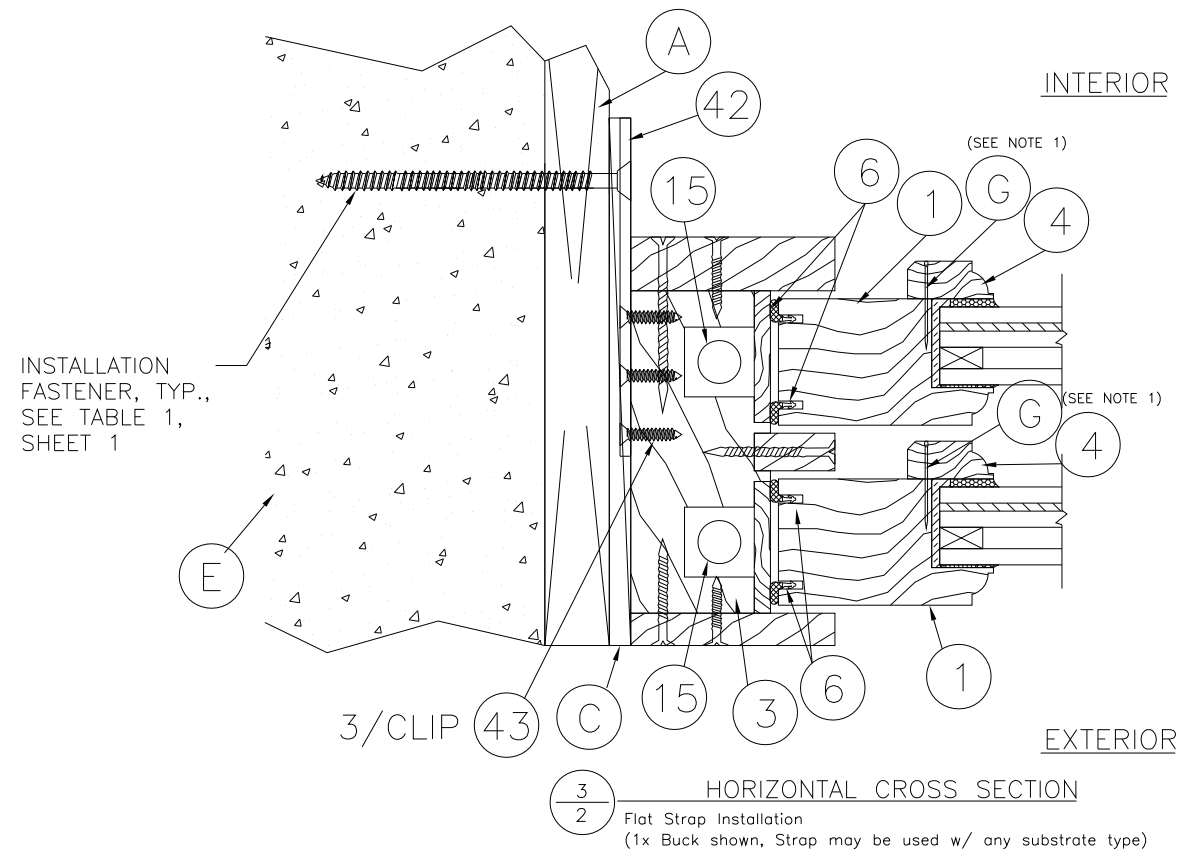 A
INTERIOR
42
(SEE NOTE 1)
6
G
15
1
4
INSTALLATION
FASTENER, TYP.,
SEE TABLE 1,
SHEET 1
G
(SEE NOTE 1)
4
E
15
6
1
3
C
3/CLIP
43
EXTERIOR
3
2
HORIZONTAL CROSS SECTION
Flat Strap Installation
(1x Buck shown, Strap may be used w/ any substrate type)